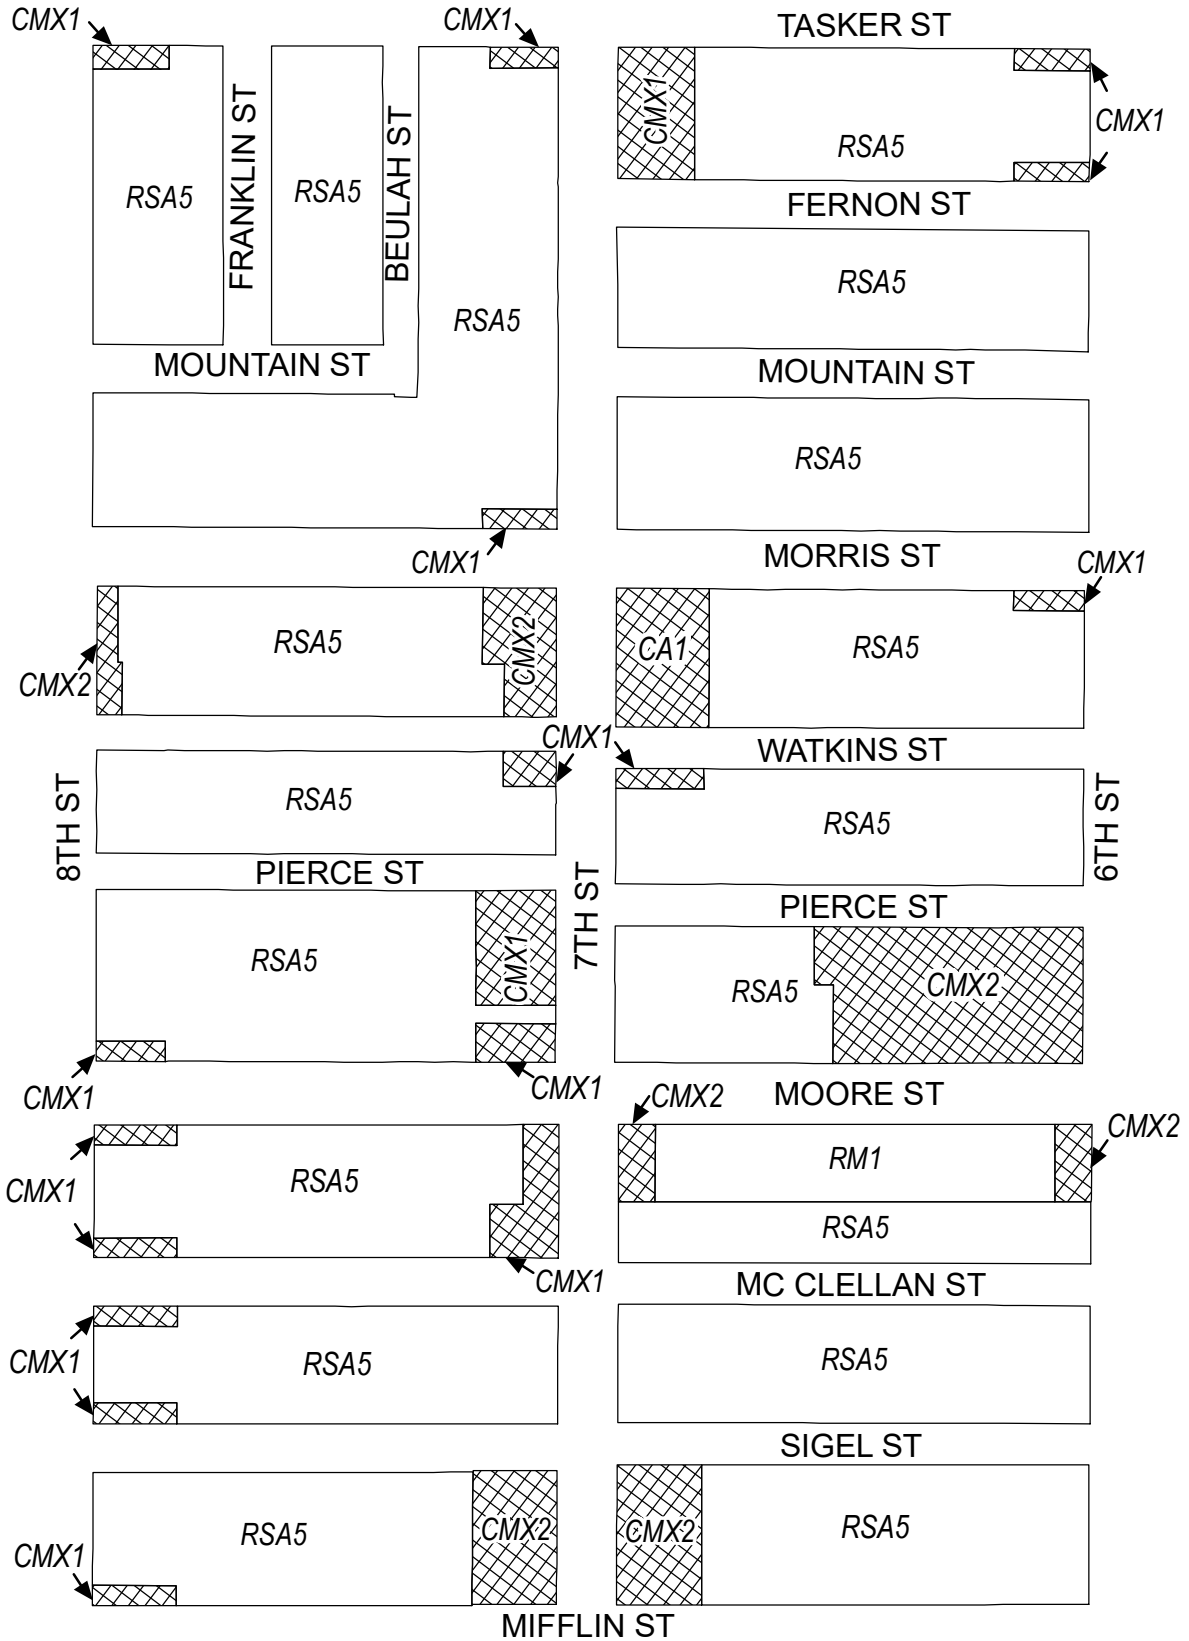 CMX1
CMX1
TASKER ST
FRANKLIN ST
BEULAH ST
CMX1
CMX1
RSA5
RSA5
RSA5
FERNON ST
RSA5
RSA5
MOUNTAIN ST
MOUNTAIN ST
RSA5
CMX1
MORRIS ST
CMX1
CMX2
RSA5
CMX2
CA1
RSA5
CMX1
WATKINS ST
8TH ST
RSA5
RSA5
6TH ST
PIERCE ST
7TH ST
PIERCE ST
RSA5
CMX1
RSA5
CMX2
CMX1
CMX1
CMX2
MOORE ST
CMX2
CMX1
RSA5
RM1
RSA5
CMX1
MC CLELLAN ST
CMX1
RSA5
RSA5
SIGEL ST
CMX1
RSA5
CMX2
CMX2
RSA5
MIFFLIN ST